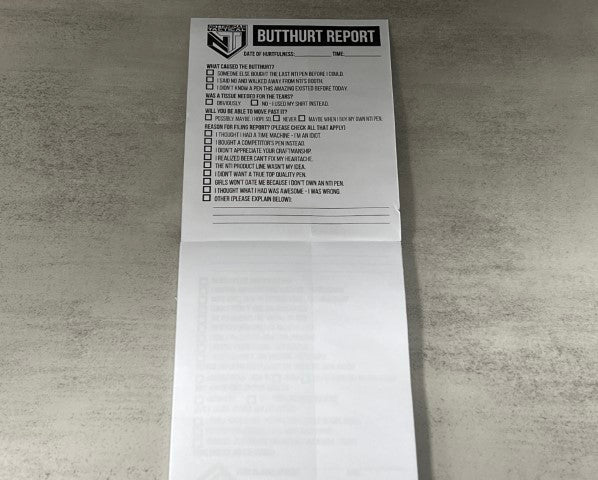 TACTICAL
NTI
BUTTHURT REPORT
DATE OF HURTFULNESS: TIME:
WHAT CAUSED THE BUTTHURT?
SOMEONE ELSE BOUGHT THE LAST NTI PEN BEFORE I COULD.
I SAID NO AND WALKED AWAY FROM NTI'S BOOTH.
I DIDN'T KNOW A PEN THIS AMAZING EXISTED BEFORE TODAY.
WAS A TISSUE NEEDED FOR THE TEARS?
OBVIOUSLY. NO - I USED MY SHIRT INSTEAD.
WILL YOU BE ABLE TO MOVE PAST IT?
POSSIBLY MAYBE. I HOPE SO. NEVER MAYBE WHEN I BUY MY OWN NTI PEN.
REASON FOR FILING REPORT? (PLEASE CHECK ALL THAT APPLY)
I THOUGHT I HAD A TIME MACHINE - I'M AN IDIOT.
I BOUGHT A COMPETITOR'S PEN INSTEAD.
I DIDN'T APPRECIATE YOUR CRAFTMANSHIP.
I REALIZED BEER CAN'T FIX MY HEARTACHE.
THE NTI PRODUCT LINE WASN'T MY IDEA.
I DIDN'T WANT A TRUE TOP QUALITY PEN.
GIRLS WON'T DATE ME BECAUSE I DON'T OWN AN NTI PEN.
I THOUGHT WHAT I HAD WAS AWESOME - I WAS WRONG.
OTHER (PLEASE EXPLAIN BELOW):